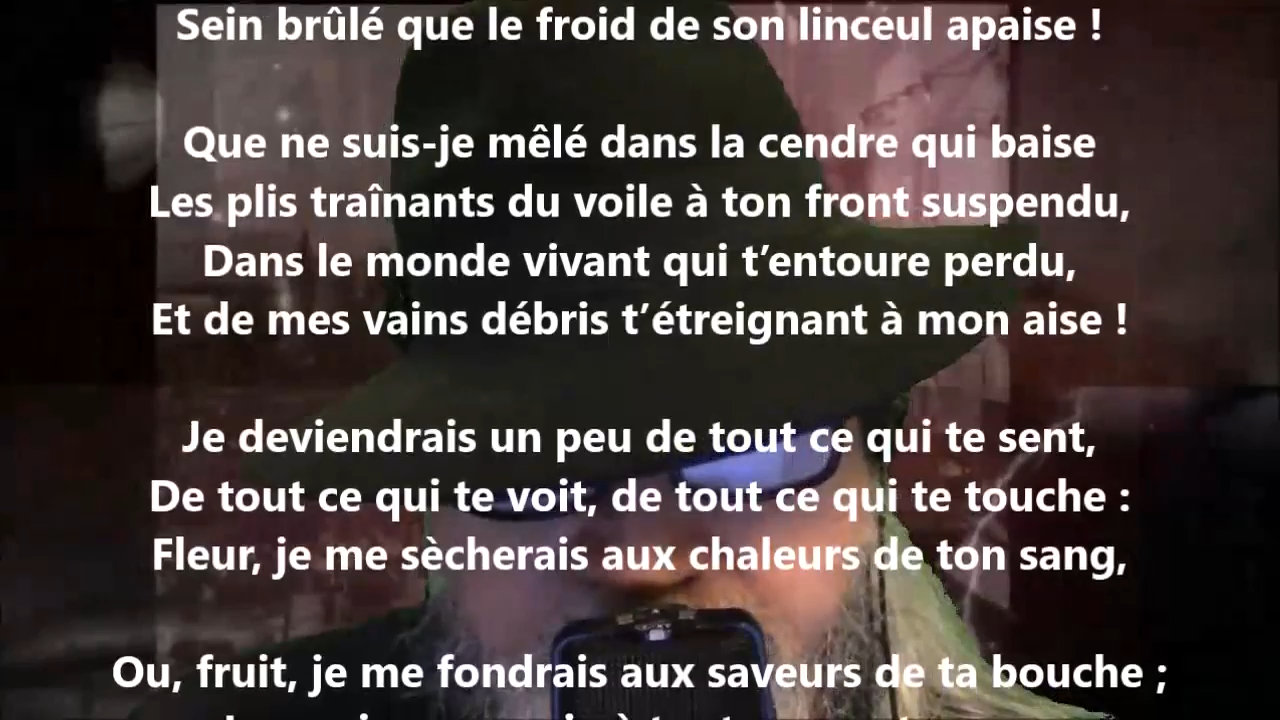 Sein brûlé que le froid de son linceul apaise !
Que ne suis-je mêlé dans la cendre qui baise
Les plis traînants du voile à ton front suspendu,
Dans le monde vivant qui t’entoure perdu,
Et de mes vains débris t’étreignant à mon aise !
Je deviendrais un peu de tout ce qui te sent,
De tout ce qui te voit, de tout ce qui te touche :
Fleur, je me sècherais aux chaleurs de ton sang,
Ou, fruit, je me fondrais aux saveurs de ta bouche ;